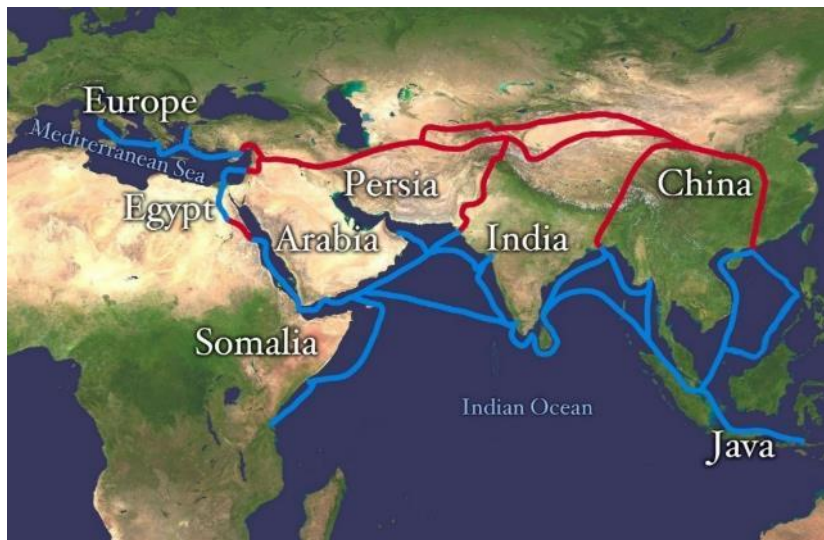 Europe
Mediterranean Sea
Egypt
Arabia
Persia
India
China
Somalia
Indian Ocean
Java